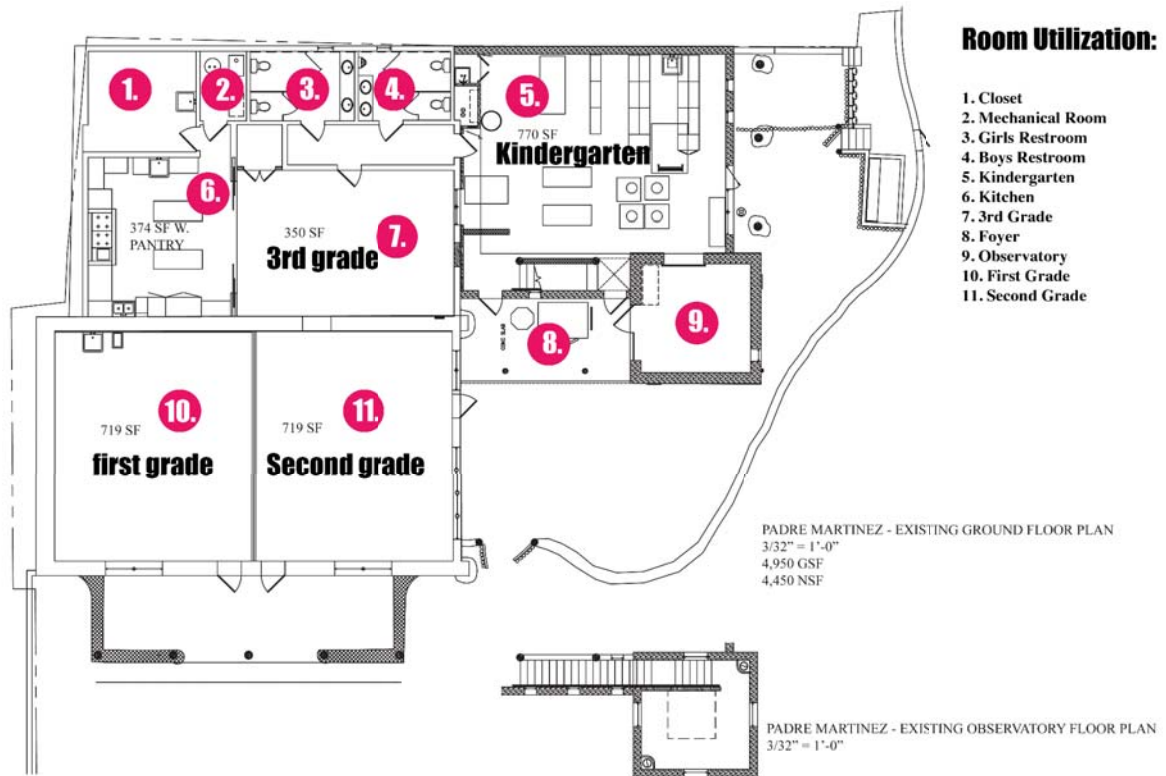 Room Utilization:
1. Closet
2. Mechanical Room
3. Girls Restroom
4. Boys Restroom
5. Kindergarten
6. Kitchen
7. 3rd Grade
8. Foyer
9. Observatory
10. First Grade
11. Second Grade
1.
2.
3.
4.
5.
770 SF
Kindergarten
6.
374 SF W.
PANTRY
7.
350 SF
3rd grade
8.
CONC SLAB
9.
10.
719 SF
first grade
11.
719 SF
Second grade
PADRE MARTINEZ - EXISTING GROUND FLOOR PLAN
3/32" = 1'-0"
4,950 GSF
4,450 NSF
PADRE MARTINEZ - EXISTING OBSERVATORY FLOOR PLAN
3/32" = 1'-0"